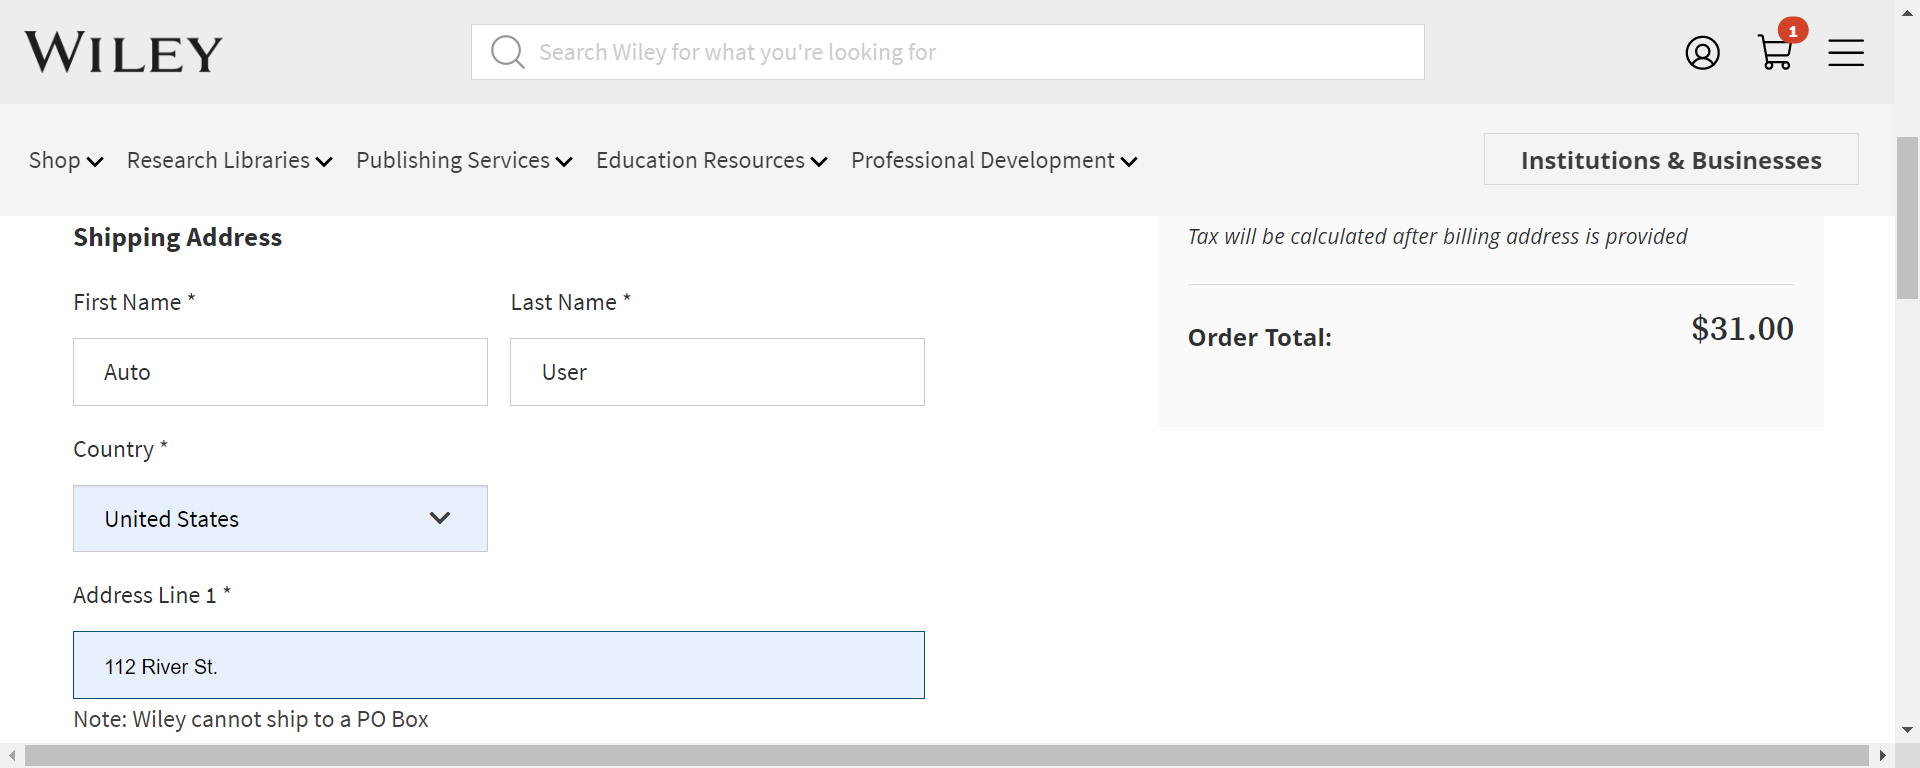 WILEY
Search Wiley for what you're looking for
1
Shop
Research Libraries
Publishing Services
Education Resources
Professional Development
Institutions & Businesses
Shipping Address
First Name *
Last Name *
Auto
User
Country *
United States
Address Line 1 *
112 River St.
Note: Wiley cannot ship to a PO Box
Tax will be calculated after billing address is provided
Order Total:
$31.00